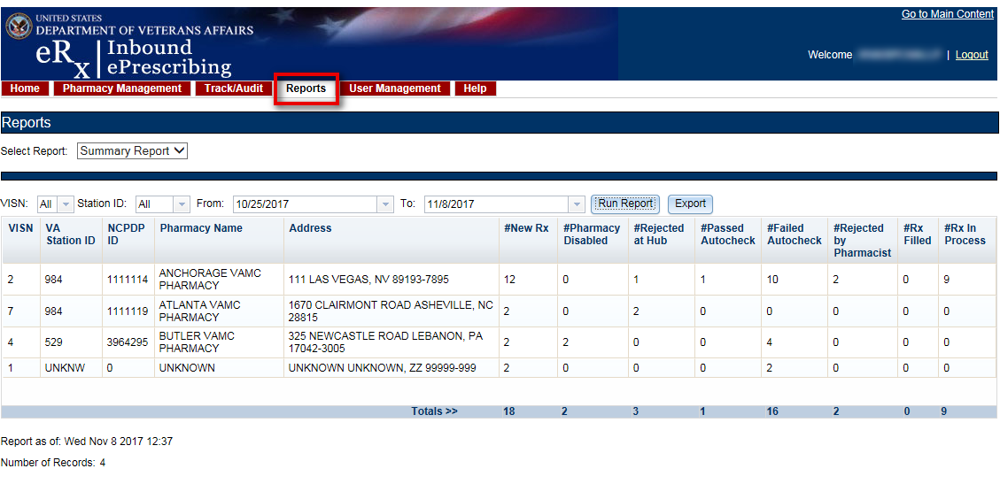 Go to Main Content
UNITED STATES
DEPARTMENT OF VETERANS AFFAIRS
eRx Inbound
ePrescribing
Welcome | Logout
Home Pharmacy Management Track/Audit Reports User Management Help
Reports
Select Report: Summary Report
VISN: All Station ID: All From: 10/25/2017 To: 11/8/2017 Run Report Export
VISN VA NCPDP Pharmacy Name Address #New Rx #Pharmacy #Rejected #Passed #Failed #Rejected #Rx #Rx In
Station ID ID Disabled at Hub Autocheck Autocheck by Filled Process
Pharmacist
2 984 1111114 ANCHORAGE VAMC 111 LAS VEGAS, NV 89193-7895 12 0 1 1 10 2 0 9
PHARMACY
7 984 1111119 ATLANTA VAMC 1670 CLAIRMONT ROAD ASHEVILLE, NC 2 0 2 0 0 0 0 0
PHARMACY 28815
4 529 3964295 BUTLER VAMC 325 NEWCASTLE ROAD LEBANON, PA 2 2 0 0 4 0 0 0
PHARMACY 17042-3005
1 UNKNW 0 UNKNOWN UNKNOWN UNKNOWN, ZZ 99999-999 2 0 0 0 2 0 0 0
Totals >> 18 2 3 1 16 2 0 9
Report as of: Wed Nov 8 2017 12:37
Number of Records: 4